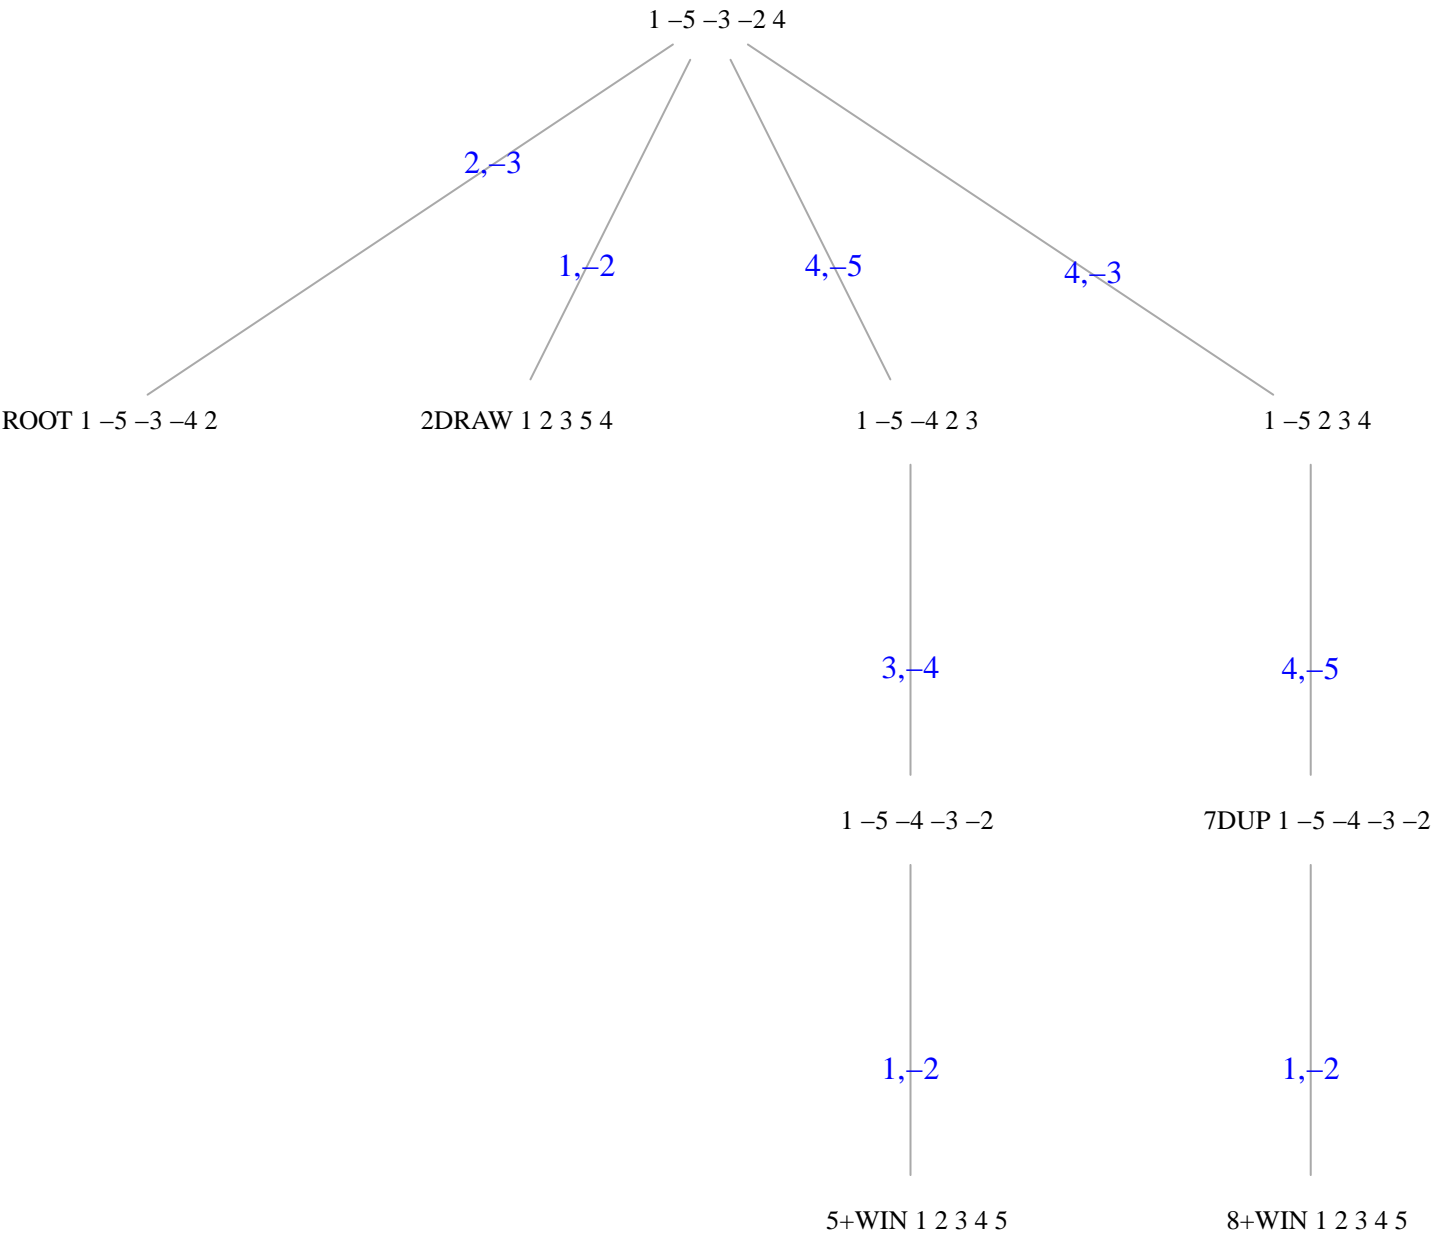 1 –5 –3 –2 4
2,–3
1,–2
4,–5
4,–3
ROOT 1 –5 –3 –4 2
2DRAW 1 2 3 5 4
1 –5 –4 2 3
1 –5 2 3 4
3,–4
4,–5
1 –5 –4 –3 –2
7DUP 1 –5 –4 –3 –2
1,–2
1,–2
5+WIN 1 2 3 4 5
8+WIN 1 2 3 4 5